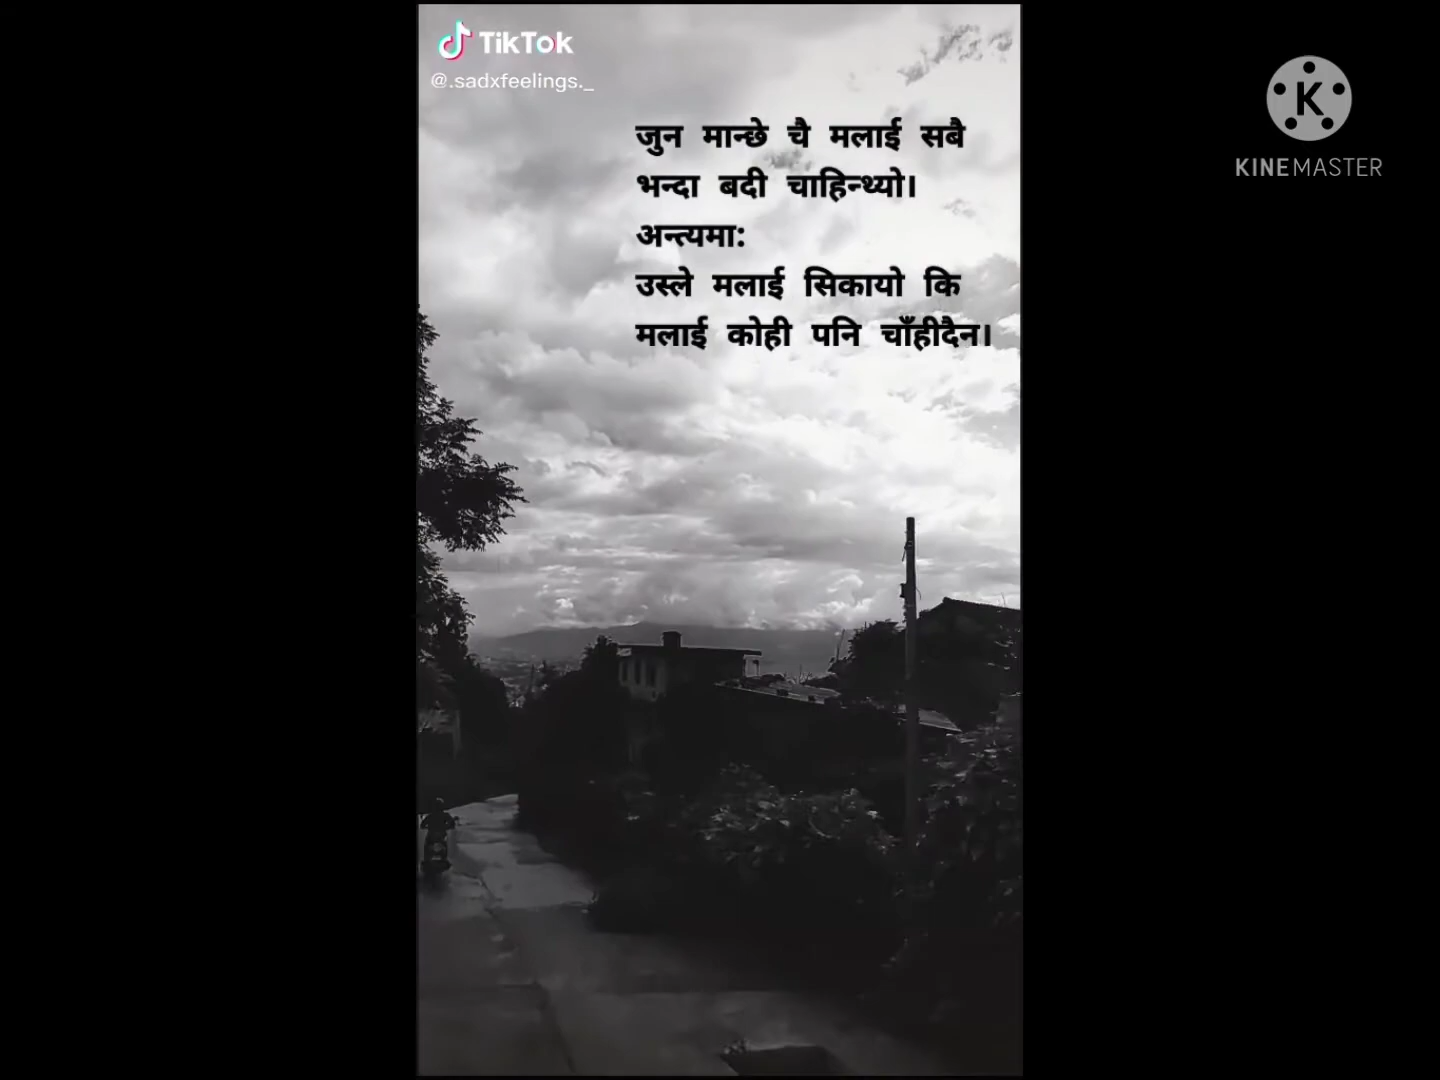 TikTok
@.sadxfeelings._
जुन मान्छे चै मलाई सबै
भन्दा बदी चाहिन्थ्यो।
अन्त्यमा:
उस्ले मलाई सिकायो कि
मलाई कोही पनि चाँहीदैन।
K
KINEMASTER